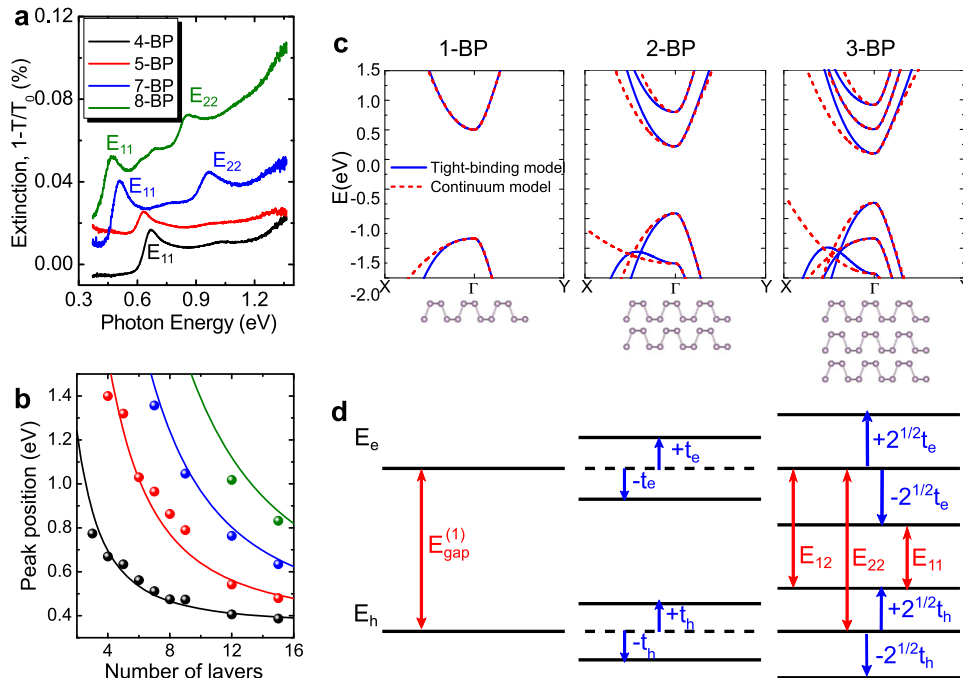 a
0.12
0.08
0.04
0.00
Extinction, 1-T/T₀ (%)
4-BP
5-BP
7-BP
8-BP
E₁₁
E₂₂
E₁₁
E₂₂
E₁₁
0.3 0.6 0.9 1.2
Photon Energy (eV)
b
1.4
1.2
1.0
0.8
0.6
0.4
Peak position (eV)
4 8 12 16
Number of layers
c
1-BP 2-BP 3-BP
1.5
1.0
0.5
0.0
-0.5
-1.0
-1.5
-2.0
E(eV)
Tight-binding model
Continuum model
X Γ Y X Γ Y X Γ Y
d
Eₑ
Eₕ
E_gap^(1)
+tₑ
-tₑ
+tₕ
-tₕ
+2^1/2tₑ
-2^1/2tₑ
E₁₂ E₂₂ E₁₁
+2^1/2tₕ
-2^1/2tₕ